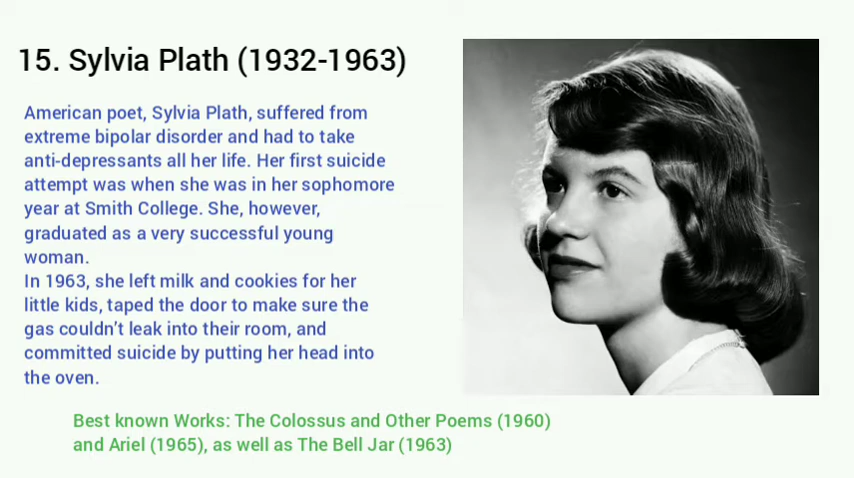 15. Sylvia Plath (1932-1963)
American poet, Sylvia Plath, suffered from
extreme bipolar disorder and had to take
anti-depressants all her life. Her first suicide
attempt was when she was in her sophomore
year at Smith College. She, however,
graduated as a very successful young
woman.
In 1963, she left milk and cookies for her
little kids, taped the door to make sure the
gas couldn't leak into their room, and
committed suicide by putting her head into
the oven.
Best known Works: The Colossus and Other Poems (1960)
and Ariel (1965), as well as The Bell Jar (1963)